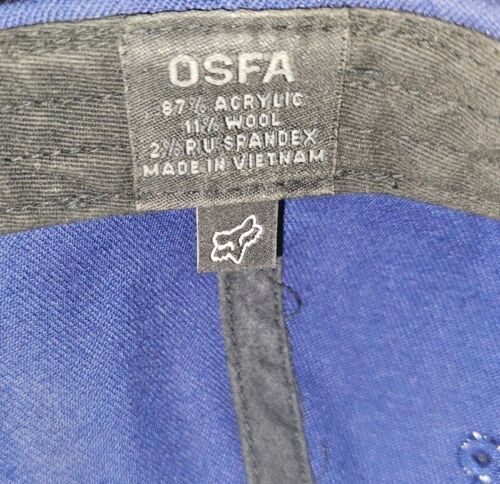 OSFA
87% ACRYLIC
11% WOOL
2% P.U. SPANDEX
MADE IN VIETNAM